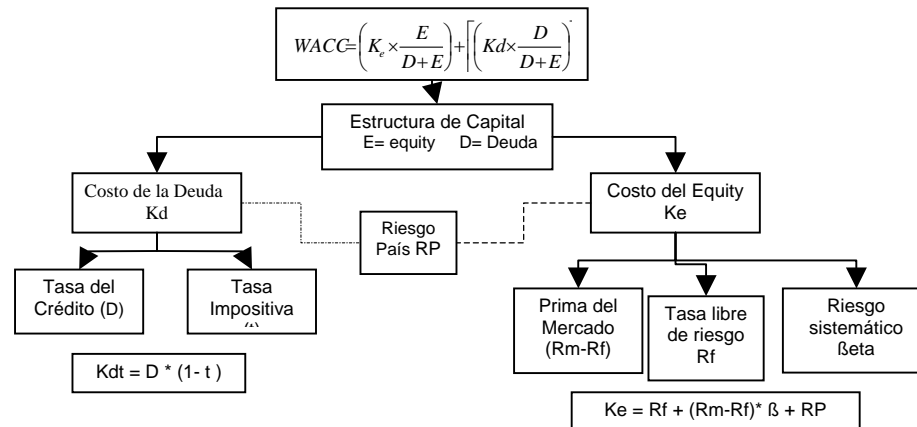 WACC=(K_e × E/(D+E))+[(Kd× D/(D+E))
Estructura de Capital
E= equity D= Deuda
Costo de la Deuda
Kd
Costo del Equity
Ke
Riesgo
País RP
Tasa del
Crédito (D)
Tasa
Impositiva
Prima del
Mercado
(Rm-Rf)
Tasa libre
de riesgo
Rf
Riesgo
sistemático
ßeta
Kdt = D * (1- t )
Ke = Rf + (Rm-Rf)* ß + RP